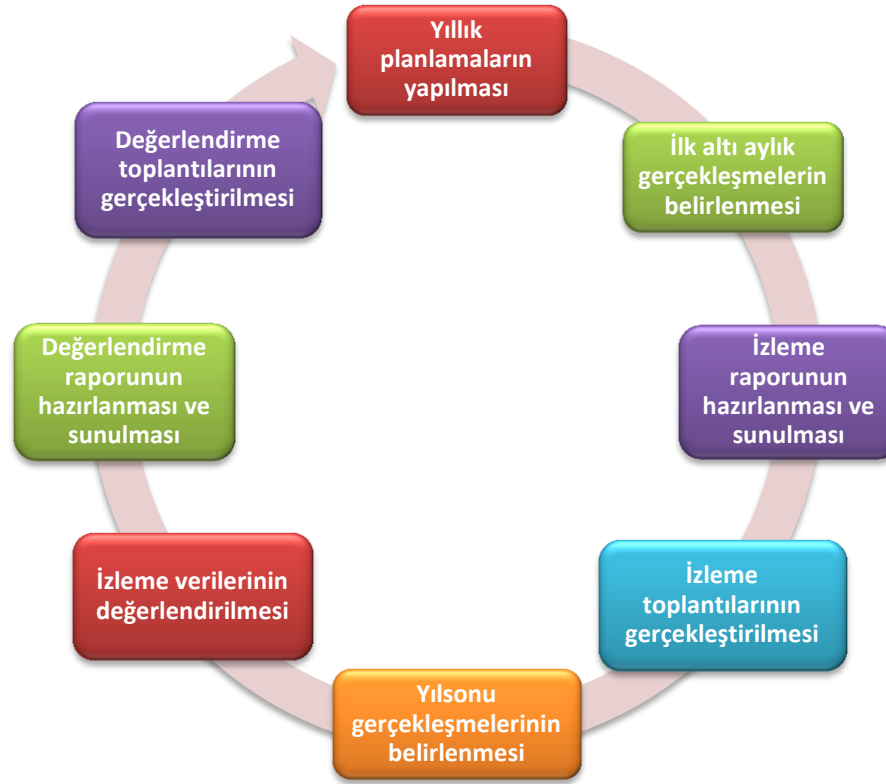 Yıllık
planlamaların
yapılması
İlk altı aylık
gerçekleşmelerin
belirlenmesi
İzleme
raporunun
hazırlanması ve
sunulması
İzleme
toplantılarının
gerçekleştirilmesi
Yılsonu
gerçekleşmelerinin
belirlenmesi
İzleme verilerinin
değerlendirilmesi
Değerlendirme
raporunun
hazırlanması ve
sunulması
Değerlendirme
toplantılarının
gerçekleştirilmesi